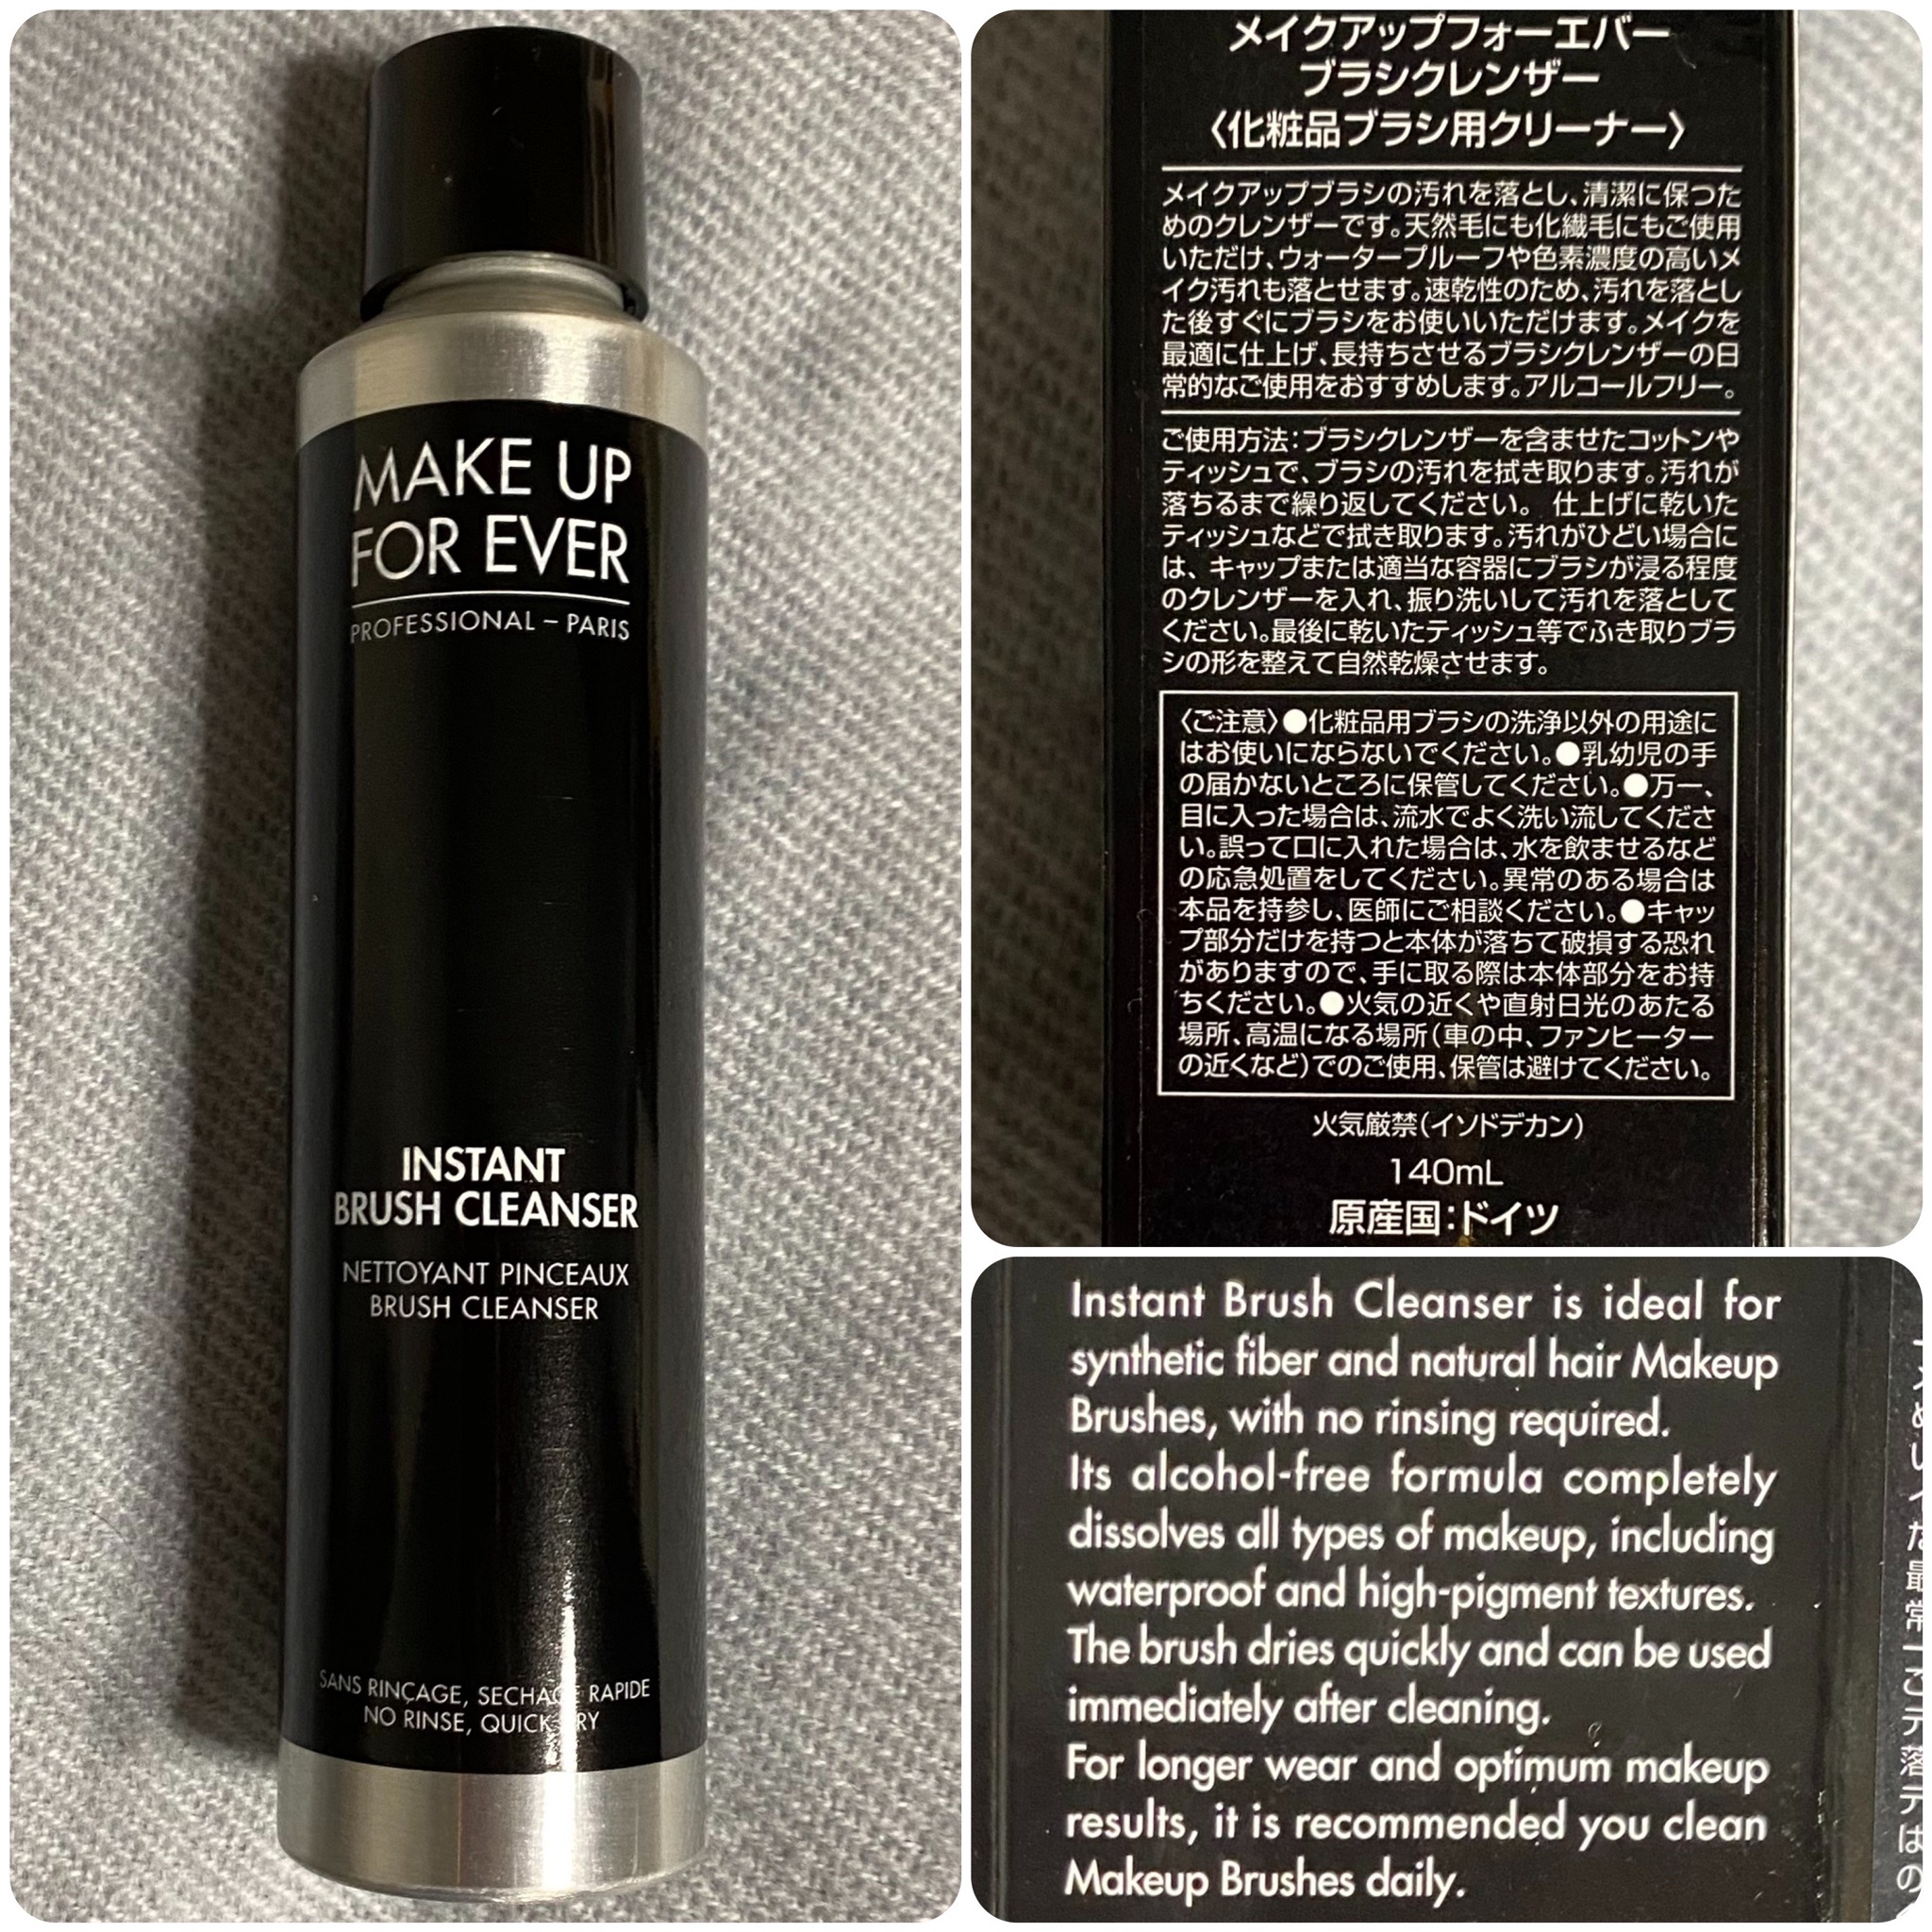 MAKE UP
FOR EVER
PROFESSIONAL – PARIS
INSTANT
BRUSH CLEANSER
NETTOYANT PINCEAUX
BRUSH CLEANSER
SANS RINÇAGE, SECHAGE RAPIDE
NO RINSE, QUICK DRY
メイクアップフォーエバー
ブラシクレンザー
〈化粧品ブラシ用クリーナー〉
メイクアップブラシの汚れを落とし、清潔に保つた
めのクレンザーです。天然毛にも化繊毛にもご使用
いただけ、ウォータープルーフや色素濃度の高いメ
イク汚れも落とせます。速乾性のため、汚れを落とし
た後すぐにブラシをお使いいただけます。メイクを
最適に仕上げ、長持ちさせるブラシクレンザーの日
常的なご使用をおすすめします。アルコールフリー。
ご使用方法：ブラシクレンザーを含ませたコットンや
ティッシュで、ブラシの汚れを拭き取ります。汚れが
落ちるまで繰り返してください。 仕上げに乾いた
ティッシュなどで拭き取ります。汚れがひどい場合に
は、キャップまたは適当な容器にブラシが浸る程度
のクレンザーを入れ、振り洗いして汚れを落として
ください。最後に乾いたティッシュ等でふき取りブラ
シの形を整えて自然乾燥させます。
〈ご注意〉●化粧品用ブラシの洗浄以外の用途に
はお使いにならないでください。●乳幼児の手
の届かないところに保管してください。●万一、
目に入った場合は、流水でよく洗い流してくださ
い。誤って口に入れた場合は、水を飲ませるなど
の応急処置をしてください。異常のある場合は
本品を持参し、医師にご相談ください。●キャッ
プ部分だけを持つと本体が落ちて破損する恐れ
がありますので、手に取る際は本体部分をお持
ちください。●火気の近くや直射日光のあたる
場所、高温になる場所（車の中、ファンヒーター
の近くなど）でのご使用、保管は避けてください。
火気厳禁（イソドデカン）
140mL
原産国：ドイツ
Instant Brush Cleanser is ideal for
synthetic fiber and natural hair Makeup
Brushes, with no rinsing required.
Its alcohol-free formula completely
dissolves all types of makeup, including
waterproof and high-pigment textures.
The brush dries quickly and can be used
immediately after cleaning.
For longer wear and optimum makeup
results, it is recommended you clean
Makeup Brushes daily.